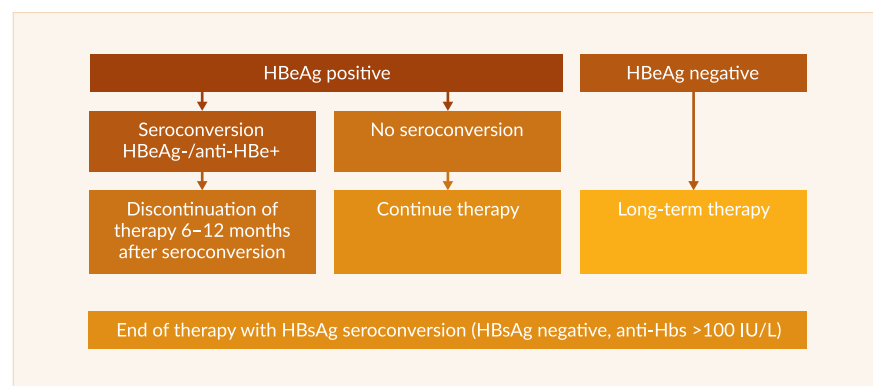 HBeAg positive
HBeAg negative
Seroconversion
HBeAg-/anti-HBe+
No seroconversion
Discontinuation of
therapy 6–12 months
after seroconversion
Continue therapy
Long-term therapy
End of therapy with HBsAg seroconversion (HBsAg negative, anti-Hbs >100 IU/L)